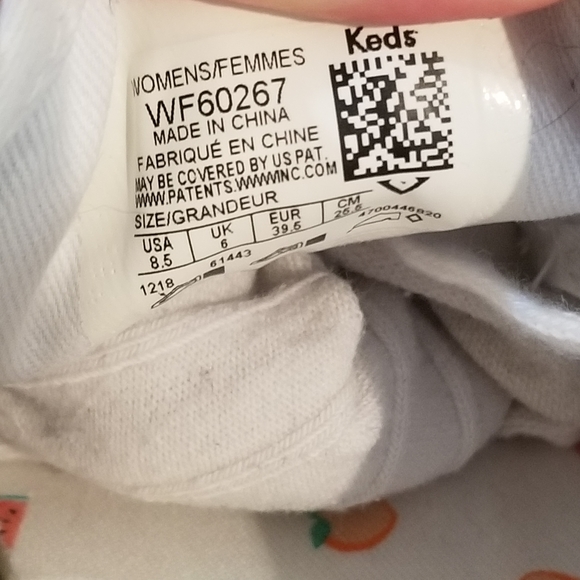 Keds
WOMENS/FEMMES
WF60267
MADE IN CHINA
FABRIQUÉ EN CHINE
MAY BE COVERED BY US PAT.
WWW.PATENTS.WWWINC.COM
SIZE/GRANDEUR
USA UK EUR CM
8.5 6 39.5 25.5
1218 61443 4700446820